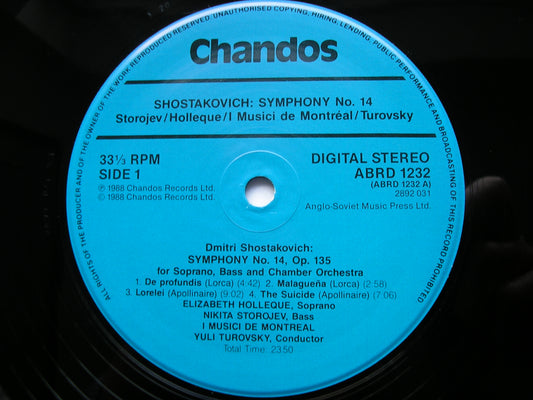 ALL RIGHTS OF THE PRODUCER AND OF THE OWNER OF THE WORK REPRODUCED RESERVED. UNAUTHORISED COPYING, HIRING, LENDING, PUBLIC PERFORMANCE AND BROADCASTING OF THIS RECORD PROHIBITED
Chandos
SHOSTAKOVICH: SYMPHONY No. 14
Storojev/Holleque/I Musici de Montréal/Turovsky
33⅓ RPM
SIDE 1
℗ 1988 Chandos Records Ltd.
© 1988 Chandos Records Ltd.
DIGITAL STEREO
ABRD 1232
(ABRD 1232 A)
2892 031
Anglo-Soviet Music Press Ltd.
Dmitri Shostakovich:
SYMPHONY No. 14, Op. 135
for Soprano, Bass and Chamber Orchestra
1. De profundis (Lorca) (4:42) 2. Malagueña (Lorca) (2:58)
3. Lorelei (Apollinaire) (9:02) 4. The Suicide (Apollinaire) (7:06)
ELIZABETH HOLLEQUE, Soprano
NIKITA STOROJEV, Bass
I MUSICI DE MONTREAL
YULI TUROVSKY, Conductor
Total Time: 23:50